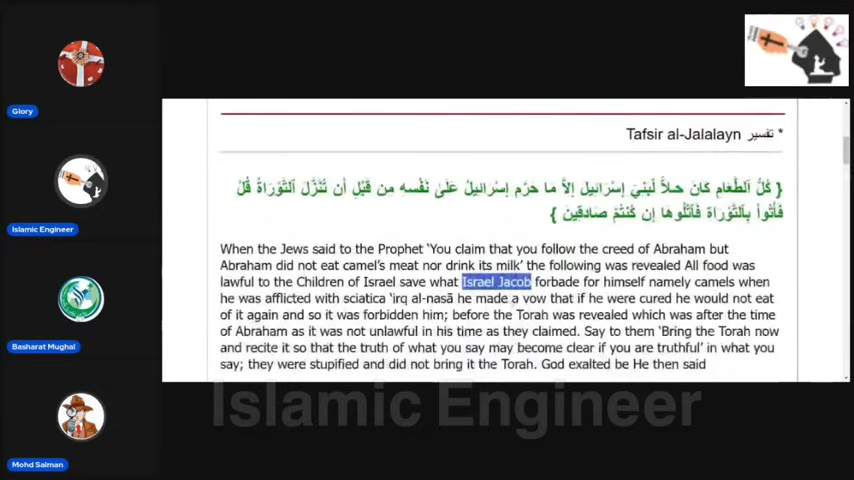 Glory
Islamic Engineer
Basharat Mughal
Mohd Salman
* تفسير Tafsir al-Jalalayn
{ كُلُّ ٱلطَّعَامِ كَانَ حِـلاًّ لِّبَنِيۤ إِسْرَائِيلَ إِلاَّ مَا حَرَّمَ إِسْرَائِيلُ عَلَىٰ نَفْسِهِ مِن قَبْلِ أَن تُنَزَّلَ ٱلتَّوْرَاةُ قُلْ
فَأْتُواْ بِٱلتَّوْرَاةِ فَٱتْلُوهَا إِن كُنْتُمْ صَادِقِينَ }
When the Jews said to the Prophet ‘You claim that you follow the creed of Abraham but
Abraham did not eat camel’s meat nor drink its milk’ the following was revealed All food was
lawful to the Children of Israel save what Israel Jacob forbade for himself namely camels when
he was afflicted with sciatica ‘irq al-nasā he made a vow that if he were cured he would not eat
of it again and so it was forbidden him; before the Torah was revealed which was after the time
of Abraham as it was not unlawful in his time as they claimed. Say to them ‘Bring the Torah now
and recite it so that the truth of what you say may become clear if you are truthful’ in what you
say; they were stupified and did not bring it the Torah. God exalted be He then said
Islamic Engineer